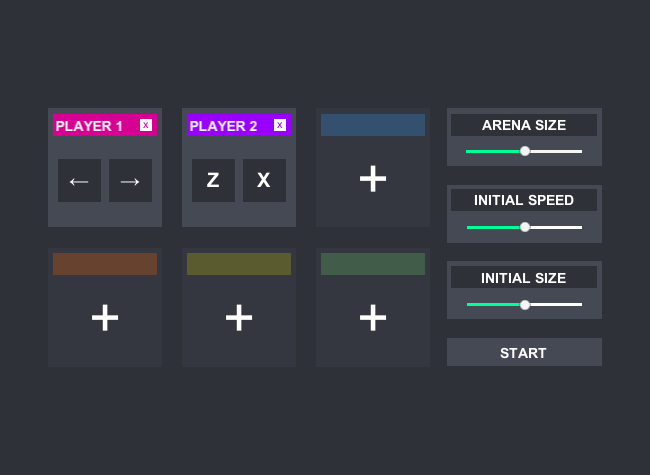 PLAYER 1 X
← →
PLAYER 2 X
Z X
+
+
+
+
ARENA SIZE
INITIAL SPEED
INITIAL SIZE
START